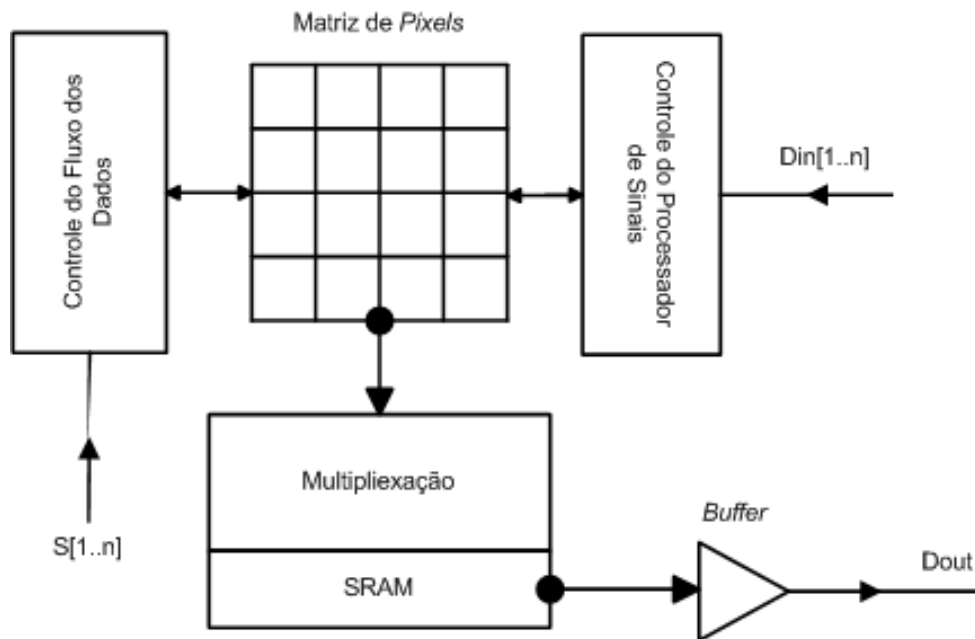 Matriz de Pixels
Controle do Fluxo dos
Dados
Controle do Processador
de Sinais
Din[1..n]
S[1..n]
Multipliexação
SRAM
Buffer
Dout